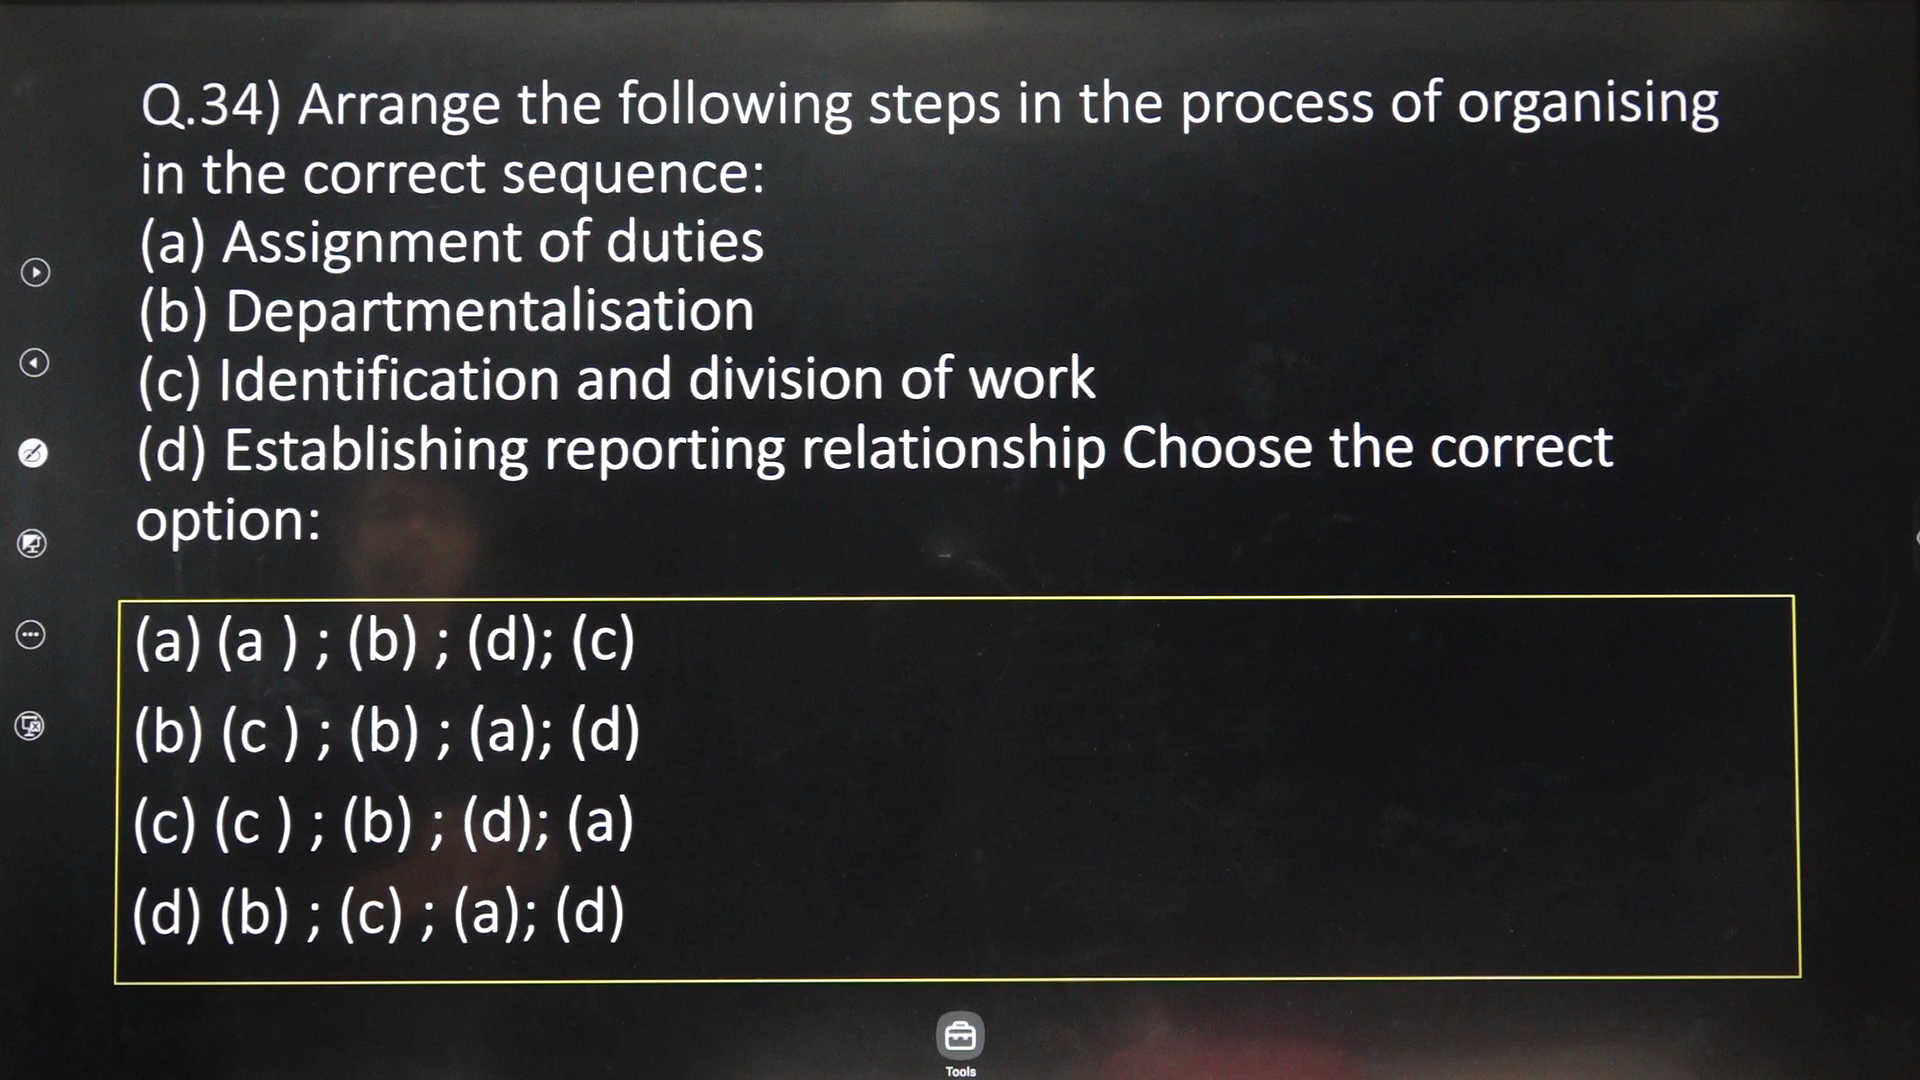 Q.34) Arrange the following steps in the process of organising
in the correct sequence:
(a) Assignment of duties
(b) Departmentalisation
(c) Identification and division of work
(d) Establishing reporting relationship Choose the correct
option:
(a) (a ) ; (b) ; (d); (c)
(b) (c ) ; (b) ; (a); (d)
(c) (c ) ; (b) ; (d); (a)
(d) (b) ; (c) ; (a); (d)
Tools